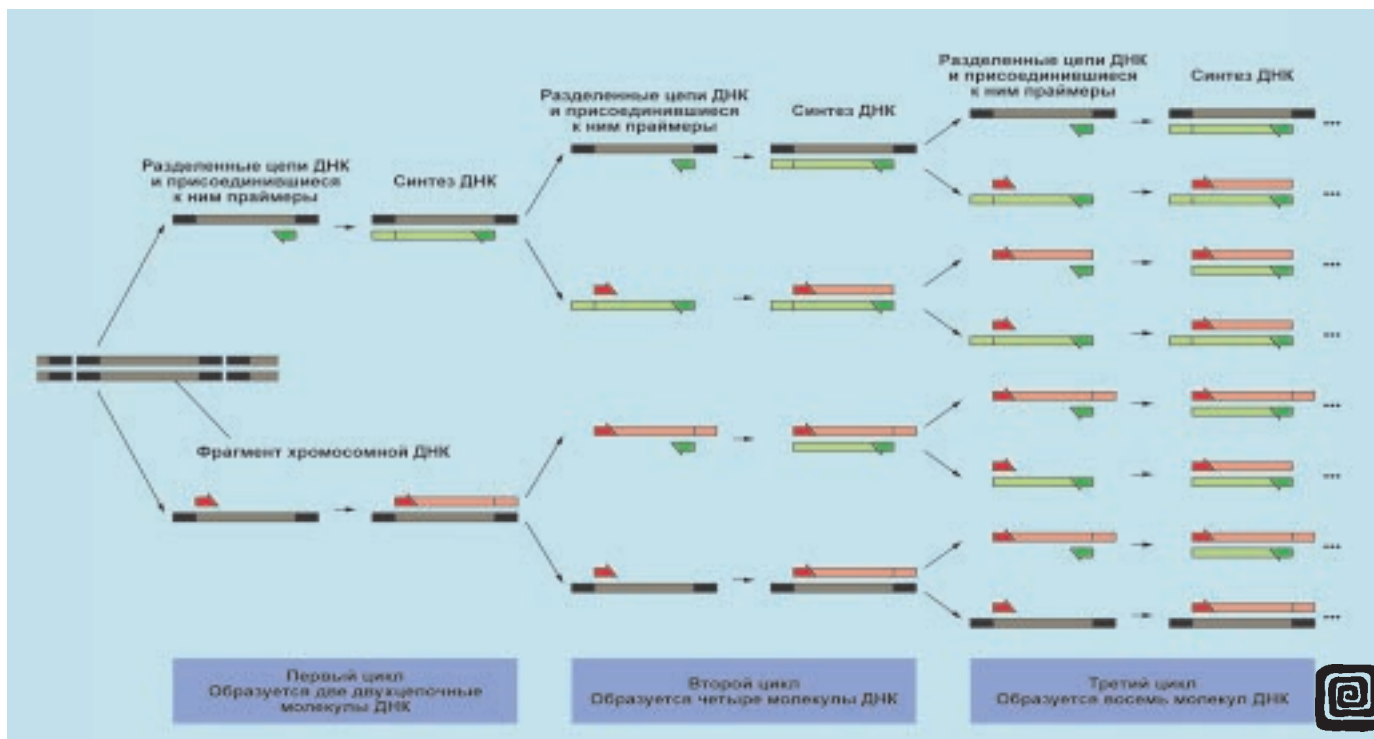 Разделенные цепи ДНК
и присоединившиеся
к ним праймеры
Синтез ДНК
Разделенные цепи ДНК
и присоединившиеся
к ним праймеры
Синтез ДНК
Разделенные цепи ДНК
и присоединившиеся
к ним праймеры
Синтез ДНК
...
...
...
...
...
...
...
...
Фрагмент хромосомной ДНК
Первый цикл
Образуется две двухцепочные
молекулы ДНК
Второй цикл
Образуется четыре молекулы ДНК
Третий цикл
Образуется восемь молекул ДНК